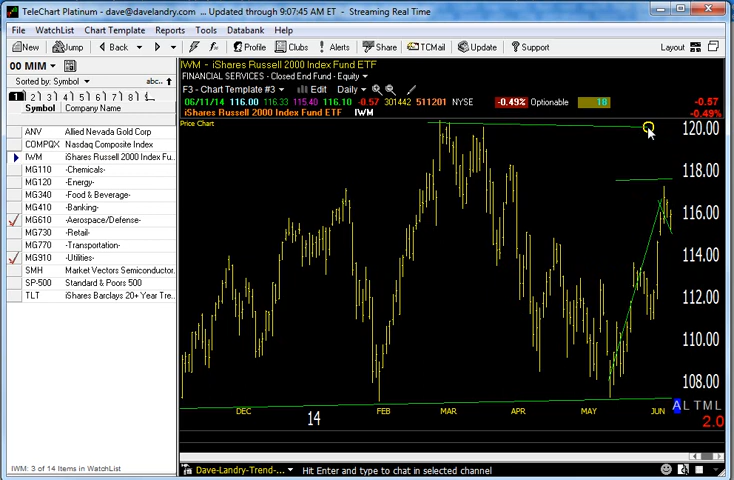 TeleChart Platinum - dave@davelandry.com ... Updated through 9:07:45 AM - Streaming Real Time
File WatchList Chart Template Reports Tools Databank Help
New Jump Back Profile Clubs Alerts Share TCMail Update Support Layout
00 MIM
Sorted by: Symbol abc..
1 2 3 4 5 6 7 8
Symbol Company Name
ANV Allied Nevada Gold Corp
COMPQX Nasdaq Composite Index
IWM iShares Russell 2000 Index Fu...
MG110 -Chemicals-
MG120 -Energy-
MG340 -Food & Beverage-
MG410 -Banking-
MG610 -Aerospace/Defense-
MG730 -Retail-
MG770 -Transportation-
MG910 -Utilities-
SMH Market Vectors Semiconductor...
SP-500 Standard & Poors 500
TLT iShares Barclays 20+ Year Tre...
IWM: 3 of 14 Items in WatchList
IWM - iShares Russell 2000 Index Fund ETF
FINANCIAL SERVICES - Closed End Fund - Equity
F3 - Chart Template #3 Edit Daily
06/11/14 116.00 116.33 115.40 116.10 -0.57 301442 511201 NYSE -0.49% Optionable 18 -0.57
-0.49%
iShares Russell 2000 Index Fund ETF IWM
Price Chart
120.00
118.00
116.00
114.00
112.00
110.00
108.00
DEC 14 FEB MAR APR MAY JUN
A L T M L
2.0
Dave-Landry-Trend-... Hit Enter and type to chat in selected channel